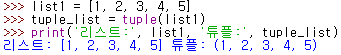 >>> list1 = [1, 2, 3, 4, 5]
>>> tuple_list = tuple(list1)
>>> print('리스트:', list1, '튜플:',tuple_list)
리스트: [1, 2, 3, 4, 5] 튜플: (1, 2, 3, 4, 5)